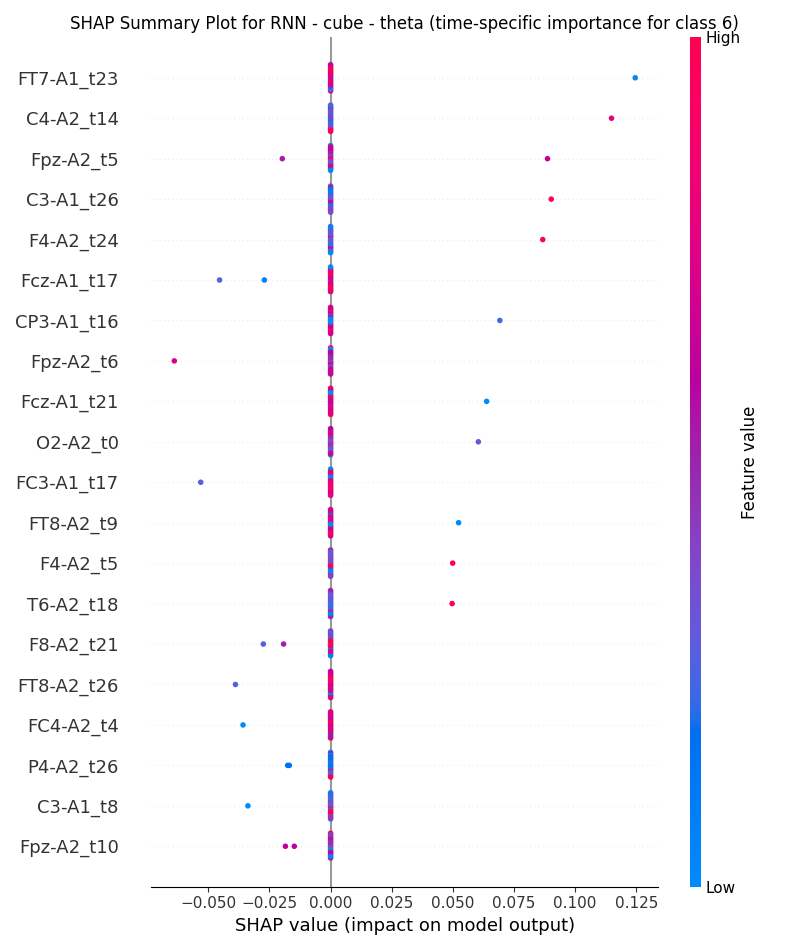 SHAP Summary Plot for RNN - cube - theta (time-specific importance for class 6)
High
FT7-A1_t23
C4-A2_t14
Fpz-A2_t5
C3-A1_t26
F4-A2_t24
Fcz-A1_t17
CP3-A1_t16
Fpz-A2_t6
Fcz-A1_t21
O2-A2_t0
FC3-A1_t17
FT8-A2_t9
F4-A2_t5
T6-A2_t18
F8-A2_t21
FT8-A2_t26
FC4-A2_t4
P4-A2_t26
C3-A1_t8
Fpz-A2_t10
Feature value
Low
−0.050 −0.025 0.000 0.025 0.050 0.075 0.100 0.125
SHAP value (impact on model output)